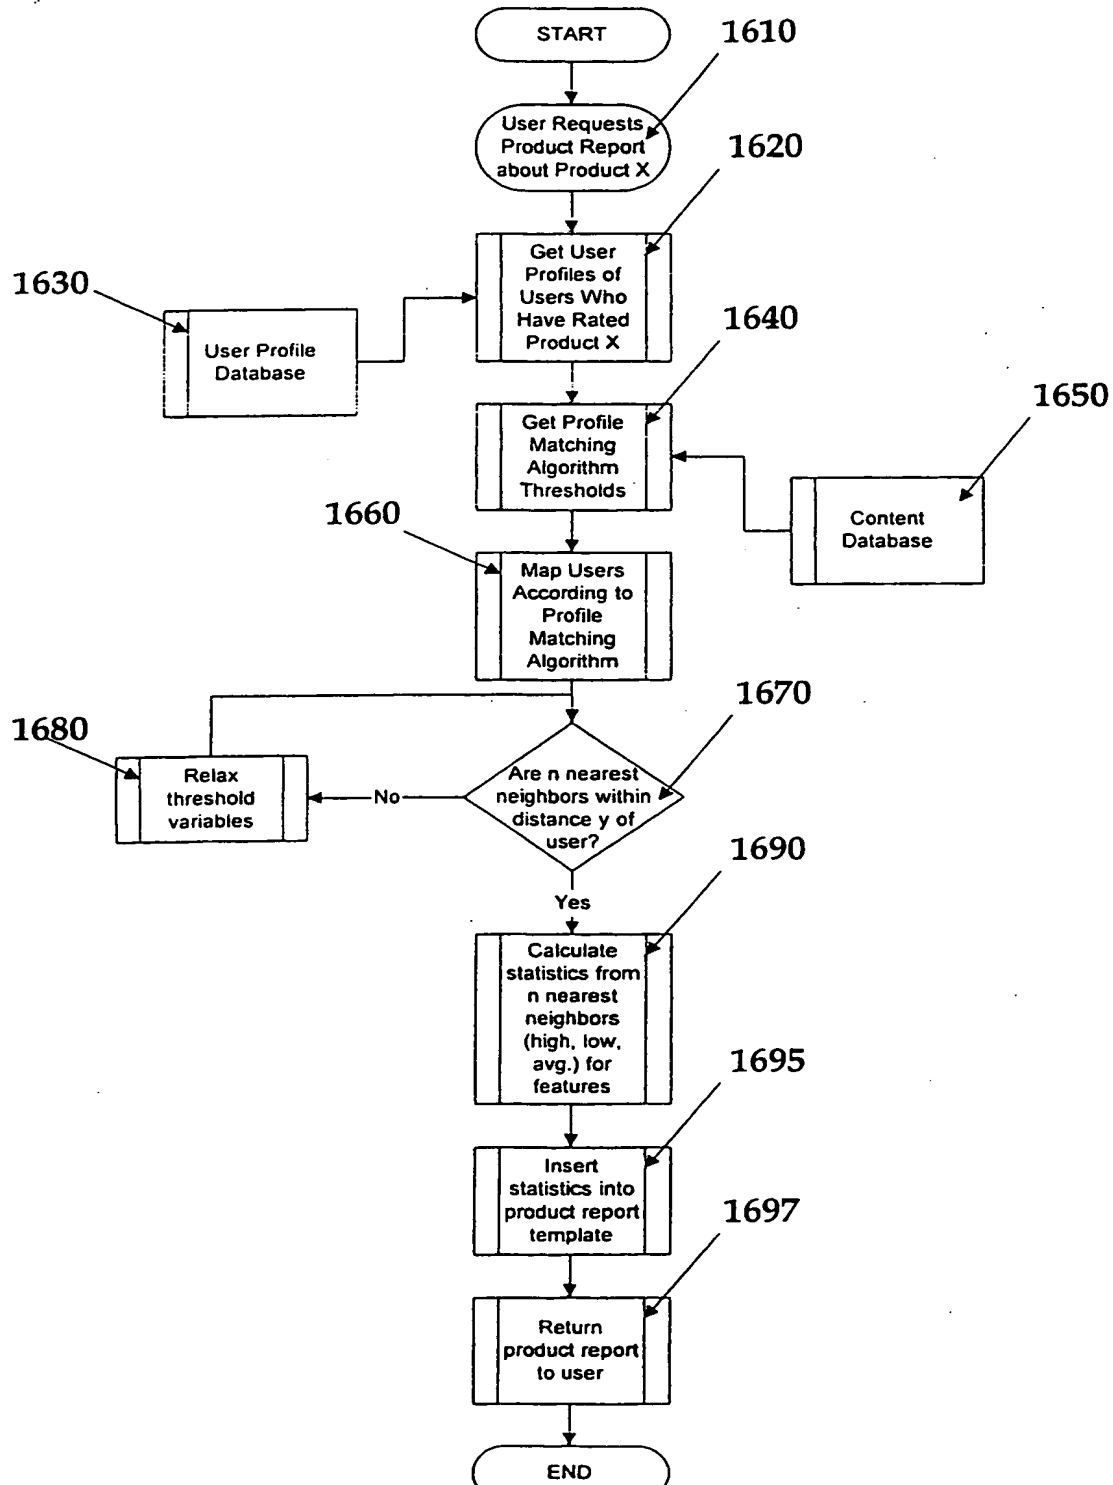 START
1610
User Requests
Product Report
about Product X
1620
Get User
Profiles of
Users Who
Have Rated
Product X
1630
User Profile
Database
1640
Get Profile
Matching
Algorithm
Thresholds
1650
Content
Database
1660
Map Users
According to
Profile
Matching
Algorithm
1670
Are n nearest
neighbors within
distance y of
user?
1680
Relax
threshold
variables
No
Yes
1690
Calculate
statistics from
n nearest
neighbors
(high, low,
avg.) for
features
1695
Insert
statistics into
product report
template
1697
Return
product report
to user
END